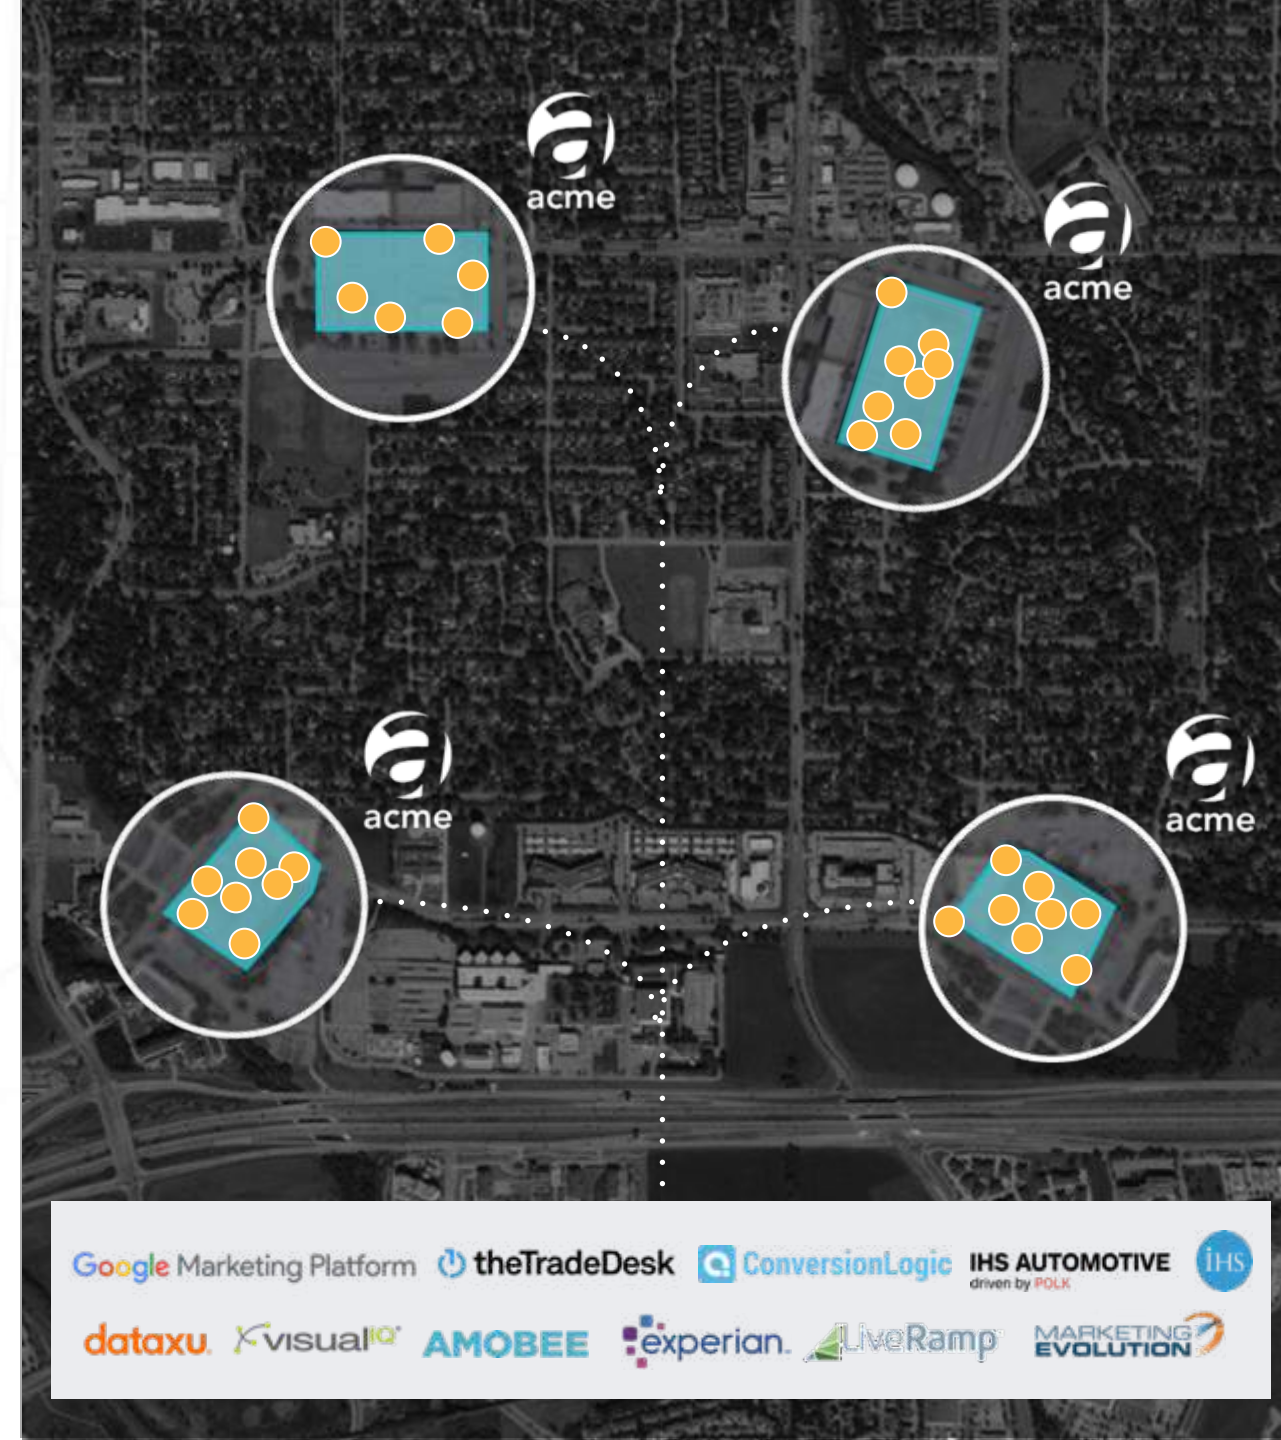 acme
acme
acme
acme
Google Marketing Platform
theTradeDesk
ConversionLogic
IHS AUTOMOTIVE
driven by POLK
IHS
dataxu.
visualIQ
AMOBEE
experian.
LiveRamp
MARKETING
EVOLUTION